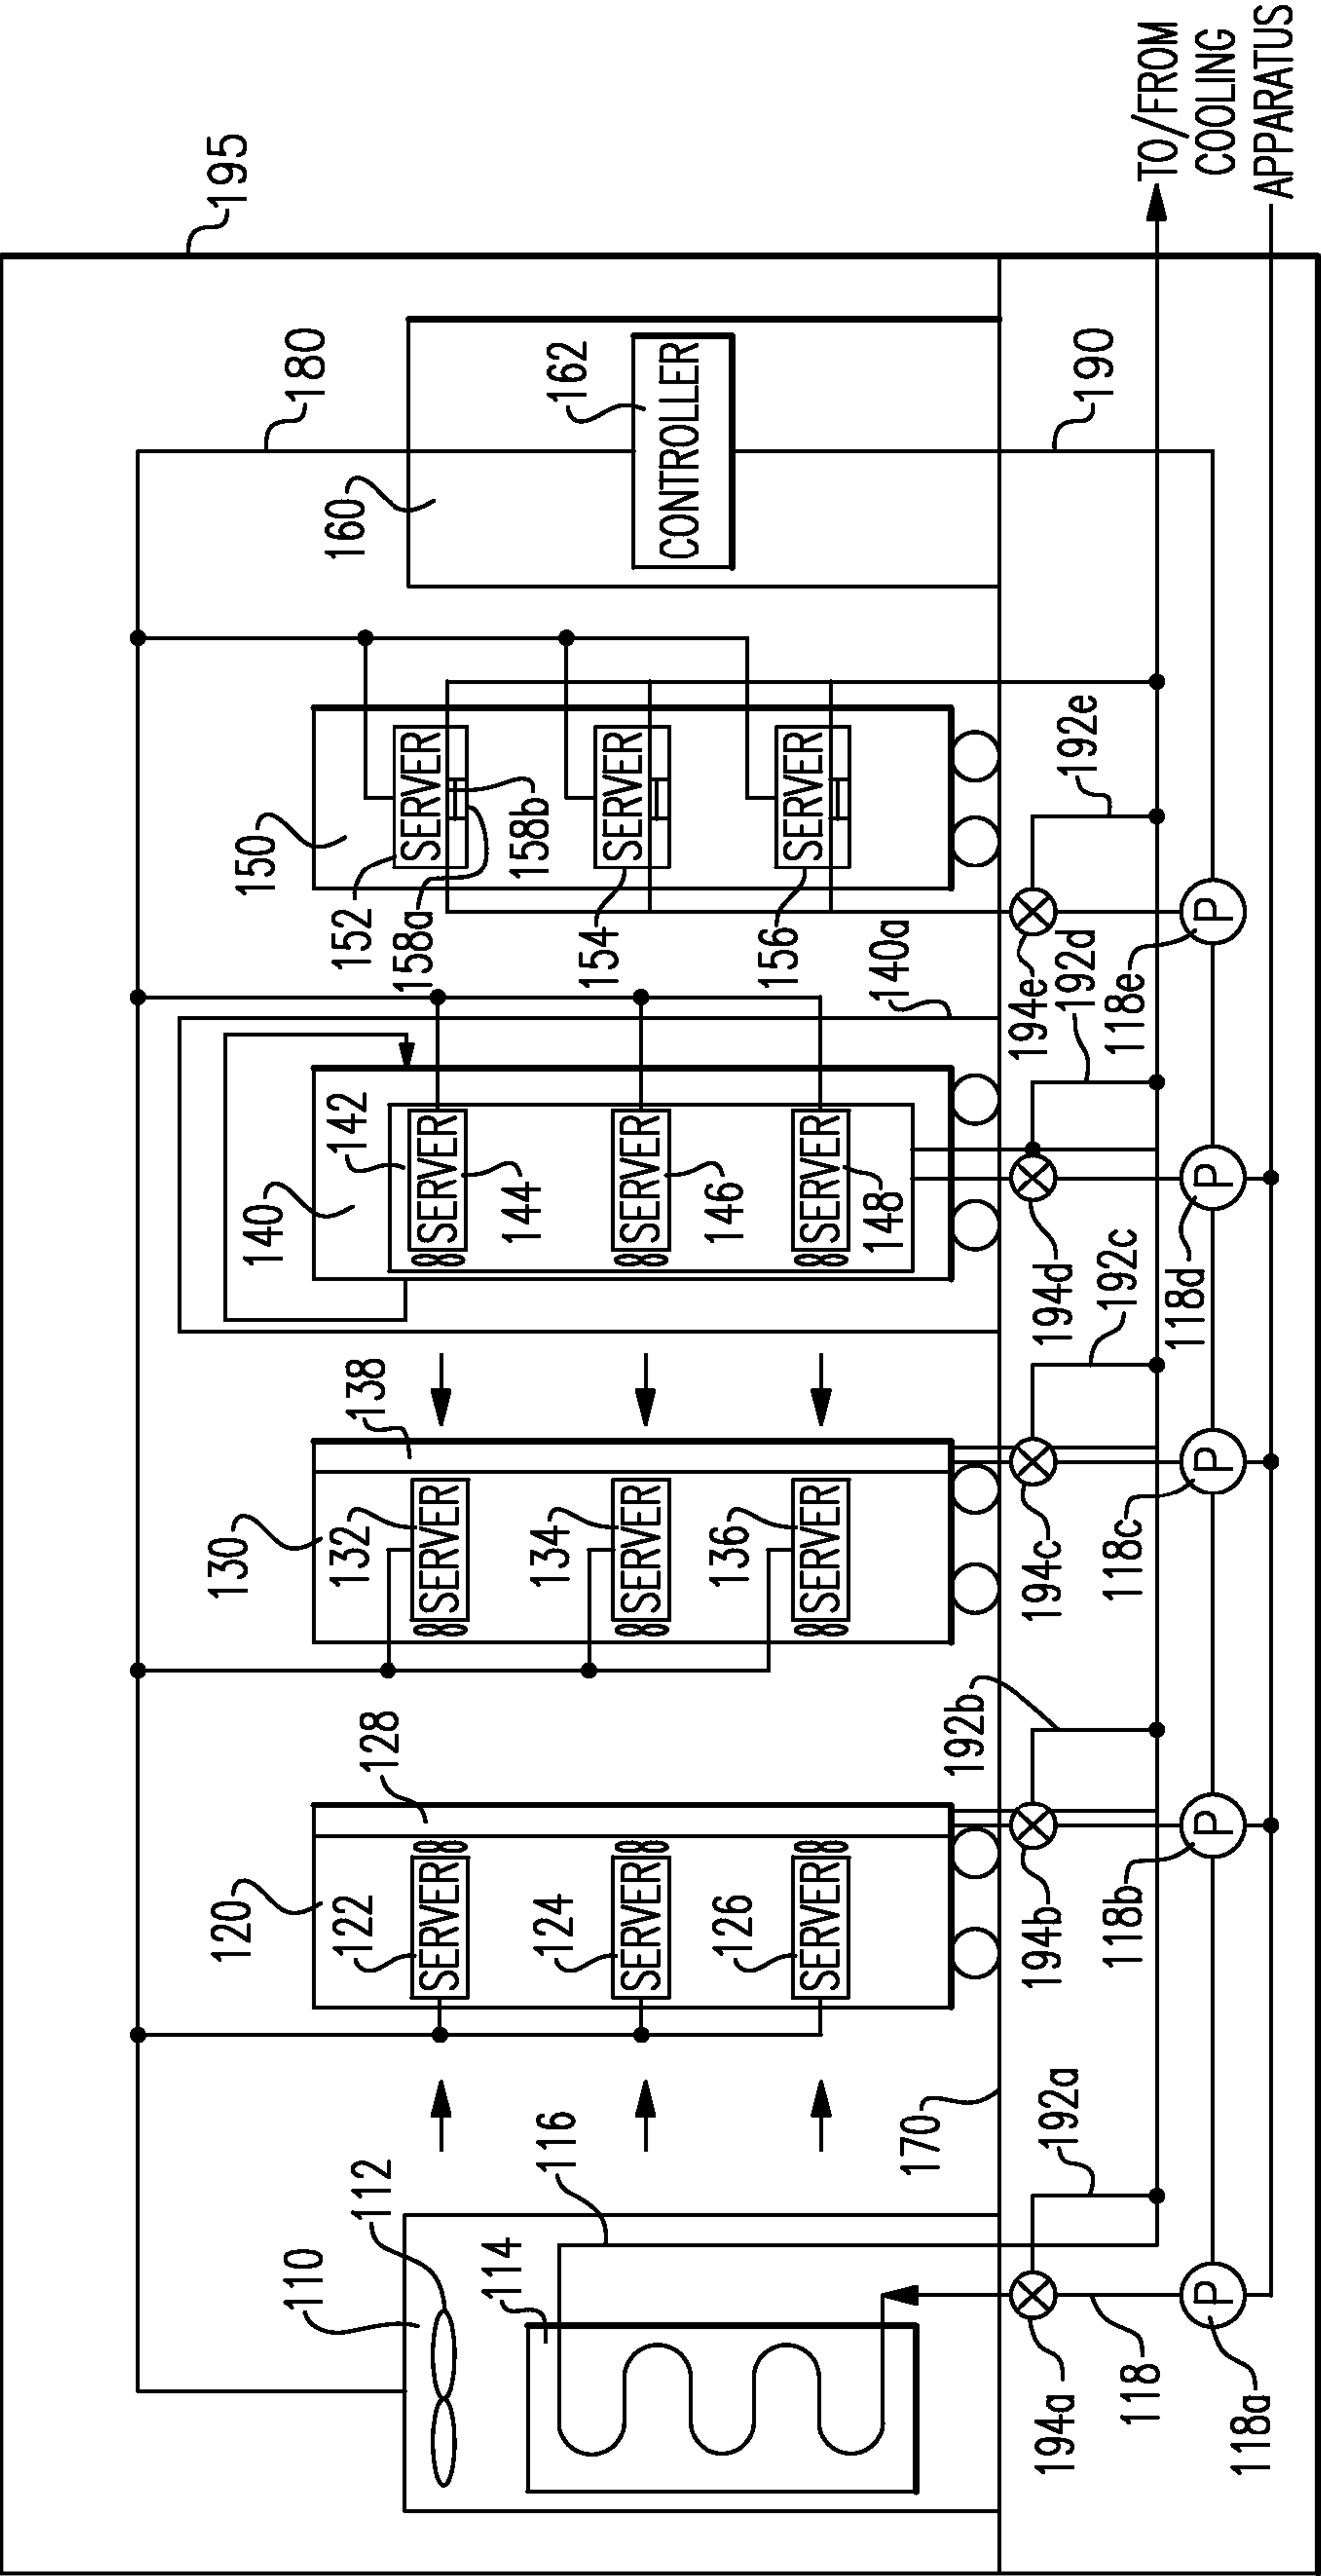 195
180
160
162
CONTROLLER
190
TO/FROM
COOLING
APPARATUS
150
152
SERVER
158a
158b
154
SERVER
156
SERVER
140a
192e
194e
118e
192d
140
142
SERVER
144
SERVER
146
SERVER
148
194d
118d
192c
130
138
132
SERVER
134
SERVER
136
SERVER
194c
118c
192b
120
128
122
SERVER
124
SERVER
126
SERVER
194b
118b
110
112
114
116
170
192a
194a
118
118a
P
P
P
P
P